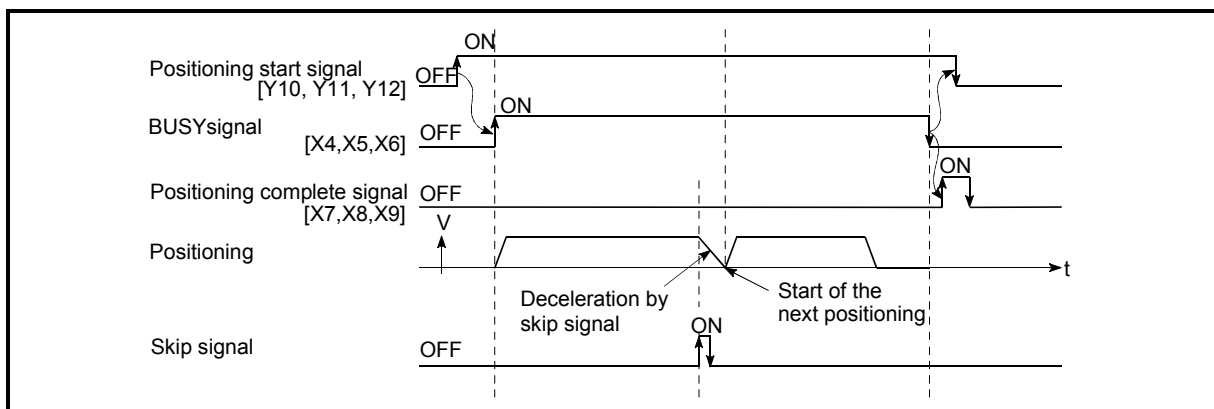 ON
Positioning start signal
OFF
[Y10, Y11, Y12]
ON
BUSYsignal
OFF
[X4,X5,X6]
ON
Positioning complete signal
OFF
[X7,X8,X9]
V
Positioning
t
Deceleration by
skip signal
Start of the
next positioning
ON
Skip signal
OFF